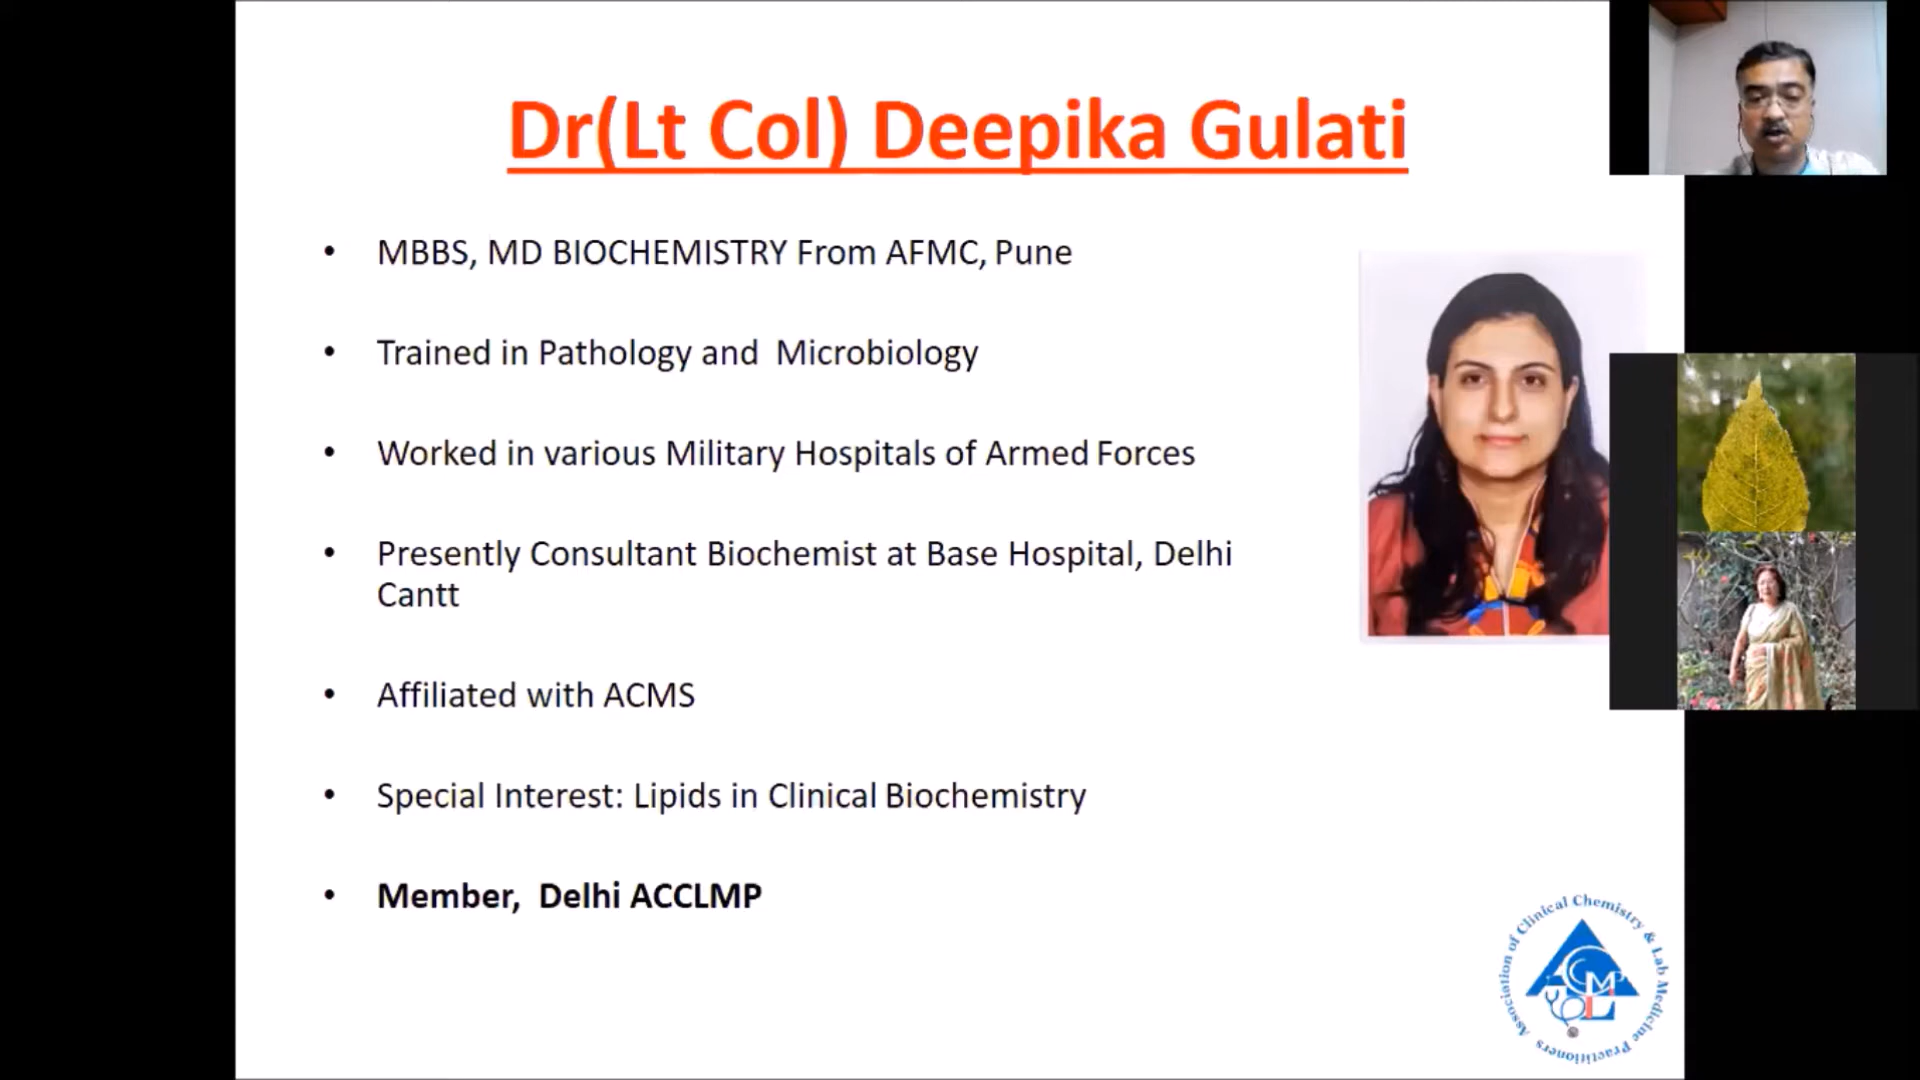 Dr(Lt Col) Deepika Gulati
• MBBS, MD BIOCHEMISTRY From AFMC, Pune
• Trained in Pathology and Microbiology
• Worked in various Military Hospitals of Armed Forces
• Presently Consultant Biochemist at Base Hospital, Delhi
Cantt
• Affiliated with ACMS
• Special Interest: Lipids in Clinical Biochemistry
• Member, Delhi ACCLMP
Association of Clinical Chemistry & Lab Medicine Practitioners